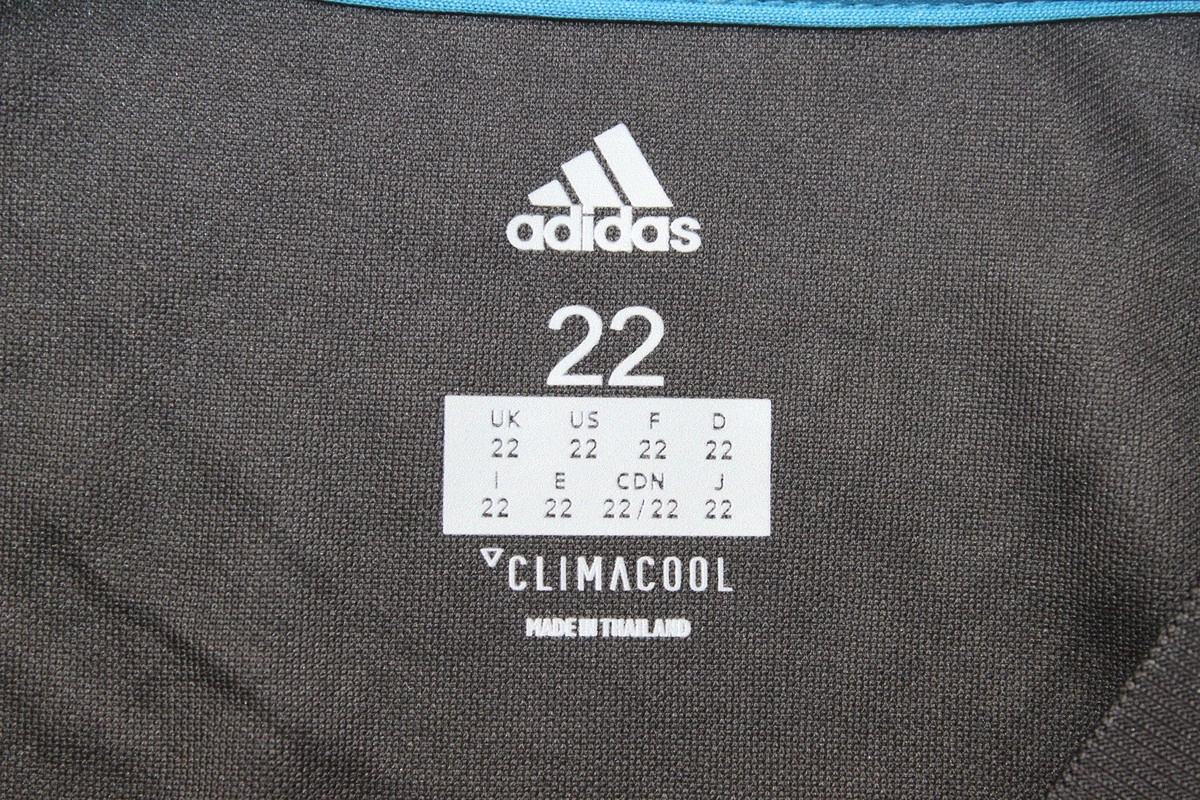 adidas
22
UK US F D
22 22 22 22
I E CDN J
22 22 22/22 22
CLIMACOOL
MADE IN THAILAND